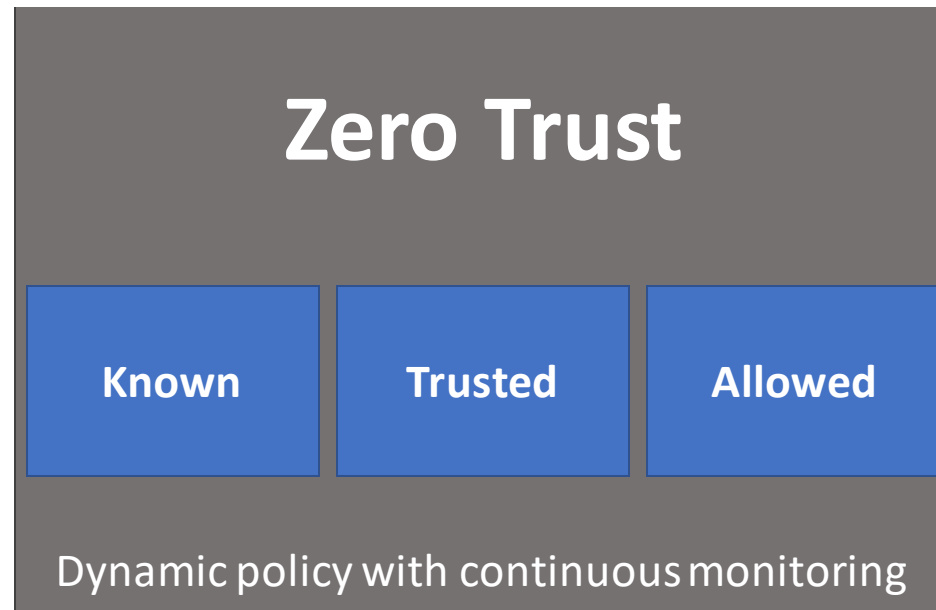 Zero Trust
Known
Trusted
Allowed
Dynamic policy with continuous monitoring